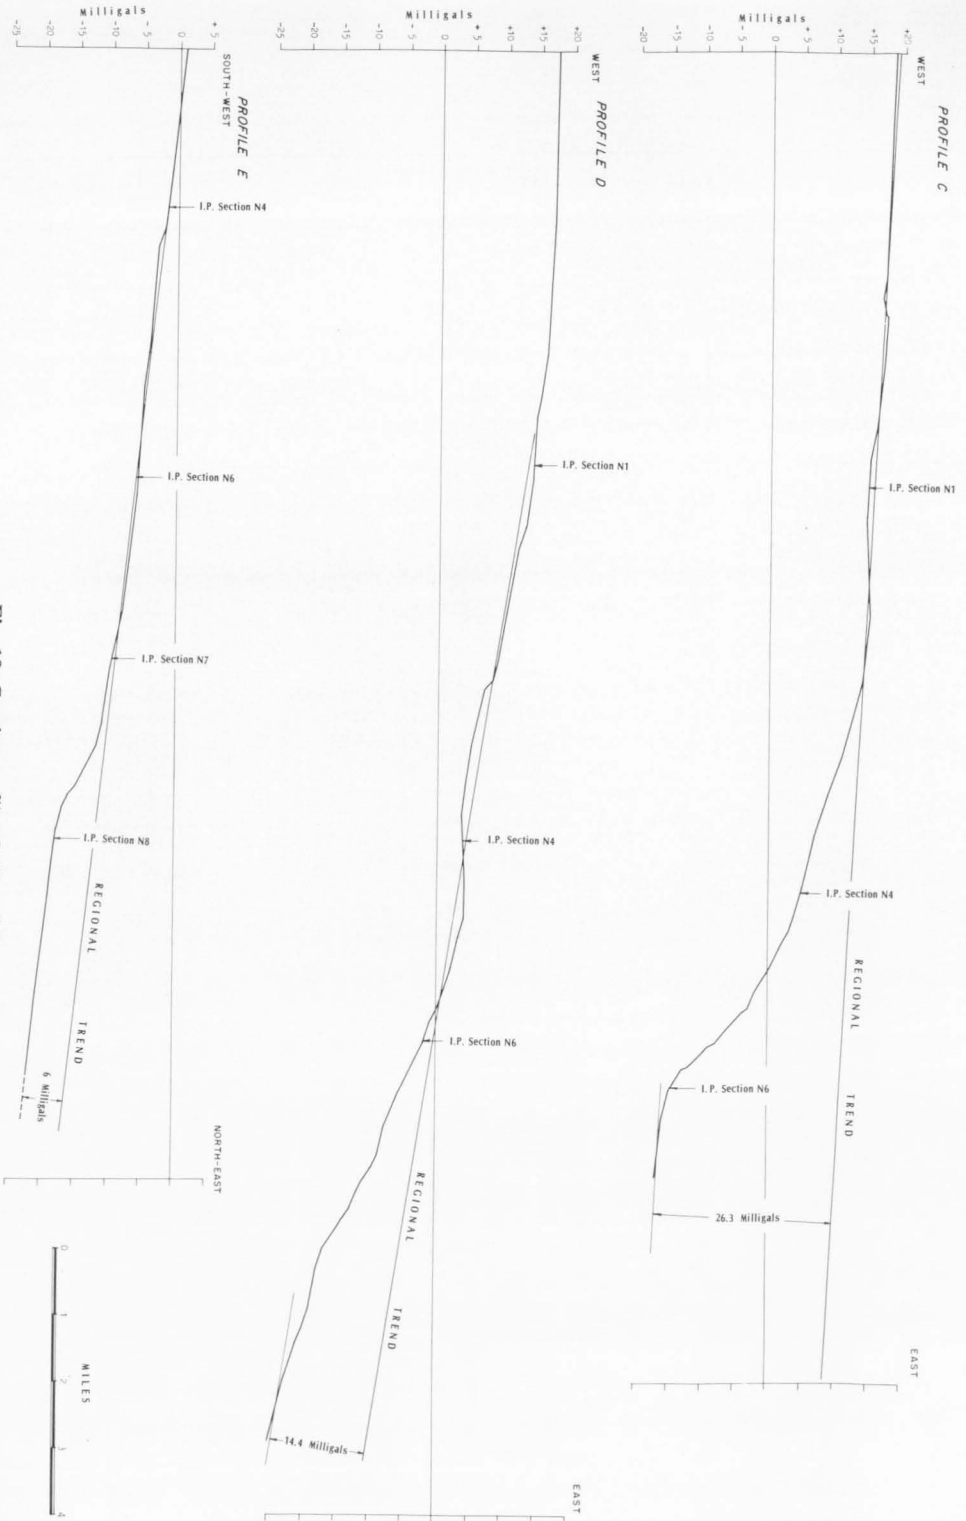 PROFILE C
WEST
EAST
Milligals
+20
+15
+10
+5
0
-5
-10
-15
-20
I.P. Section N1
I.P. Section N4
I.P. Section N6
REGIONAL TREND
26.3 Milligals
PROFILE D
WEST
EAST
Milligals
+20
+15
+10
+5
0
-5
-10
-15
-20
-25
I.P. Section N1
I.P. Section N4
I.P. Section N6
REGIONAL TREND
14.4 Milligals
PROFILE E
SOUTH-WEST
NORTH-EAST
Milligals
+5
0
-5
-10
-15
-20
-25
I.P. Section N4
I.P. Section N6
I.P. Section N7
I.P. Section N8
REGIONAL TREND
6 Milligals
0 1 2 3 4
MILES